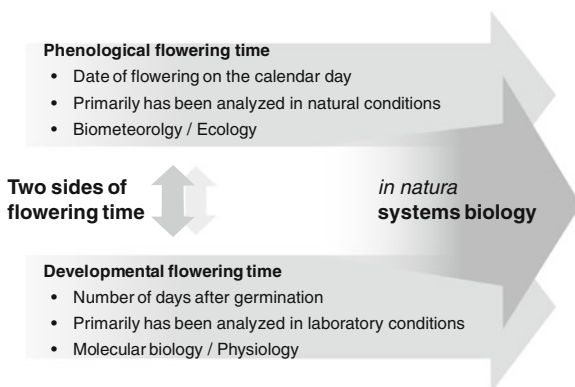 Phenological flowering time
• Date of flowering on the calendar day
• Primarily has been analyzed in natural conditions
• Biometeorolgy / Ecology
Two sides of
flowering time
in natura
systems biology
Developmental flowering time
• Number of days after germination
• Primarily has been analyzed in laboratory conditions
• Molecular biology / Physiology